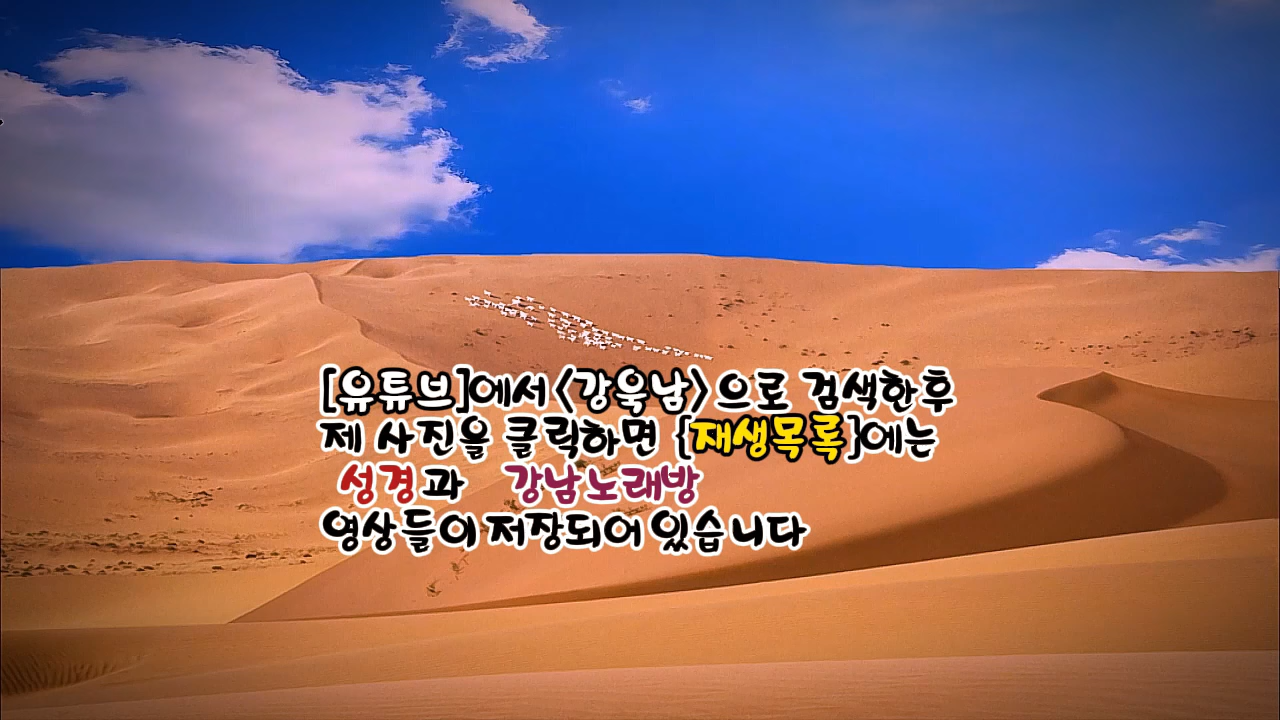 [유튜브]에서 <강욱남> 으로 검색한후
제 사진을 클릭하면 {재생목록}에는
성경과 강남노래방
영상들이 저장되어 있습니다